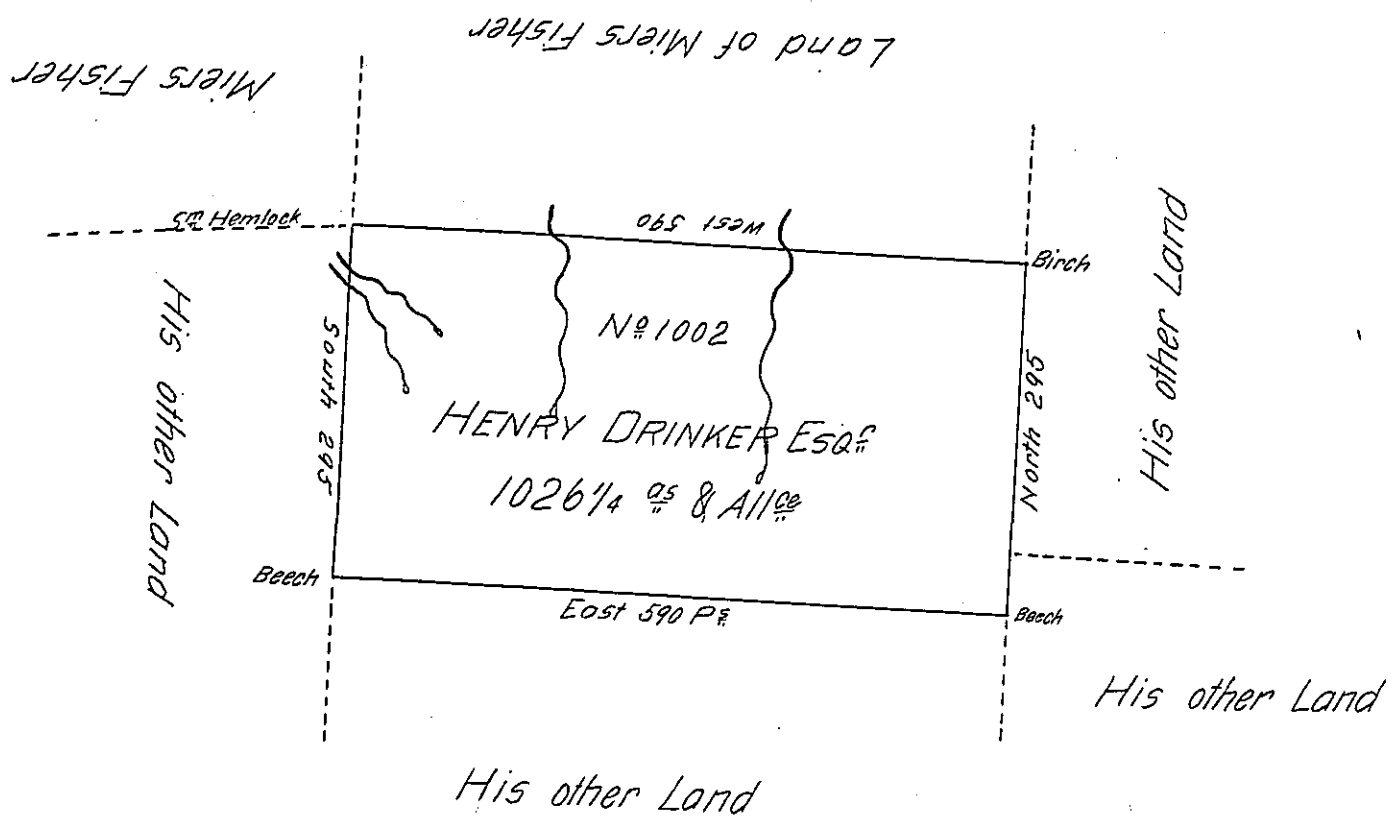 Land of Miers Fisher
Miers Fisher
Sm Hemlock
West 590
Birch
His other Land
South 295
No 1002
HENRY DRINKER Esqr
1026 1/4 as & Allce
North 295
His other Land
Beech
East 590 Ps
Beech
His other Land
His other Land